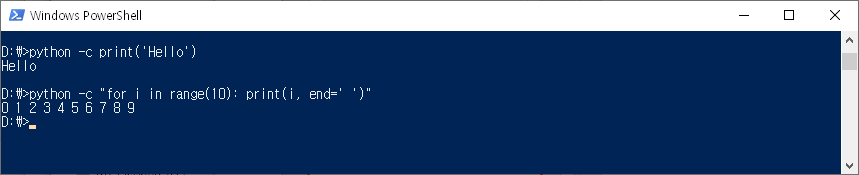 Windows PowerShell
D:₩>python -c print('Hello')
Hello
D:₩>python -c "for i in range(10): print(i, end=' ')"
0 1 2 3 4 5 6 7 8 9
D:₩>